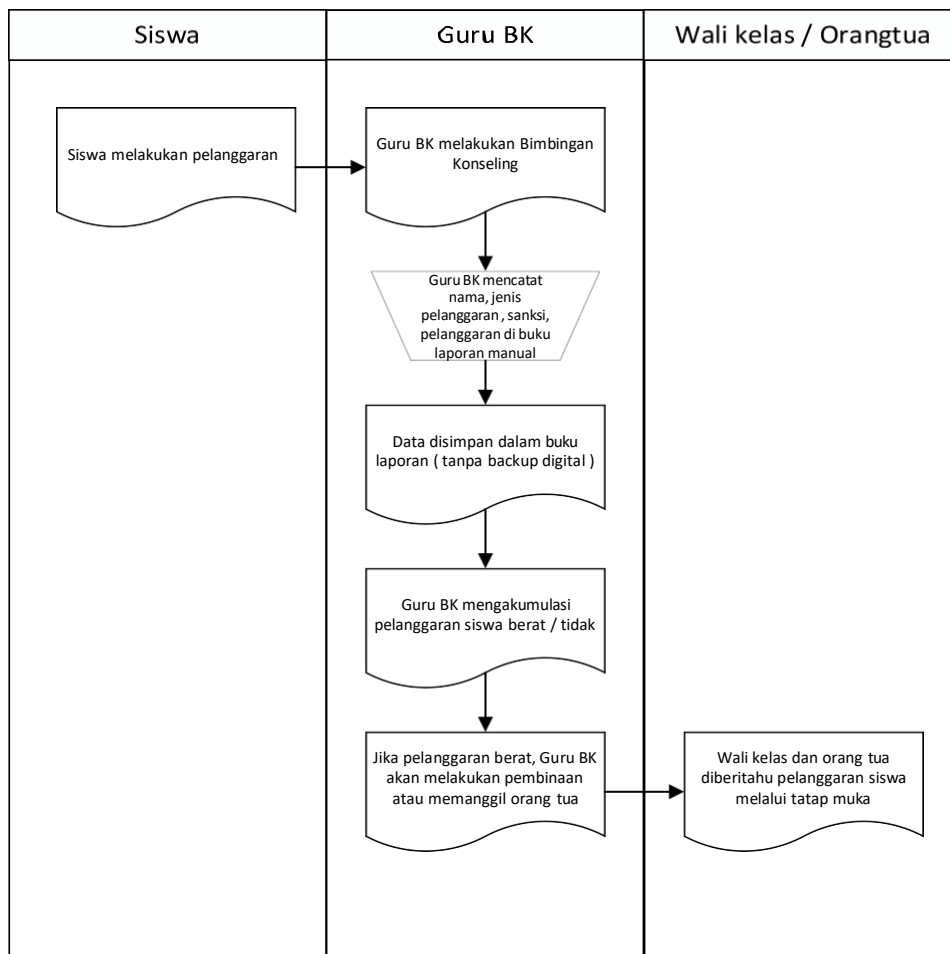 Siswa
Guru BK
Wali kelas / Orangtua
Siswa melakukan pelanggaran
Guru BK melakukan Bimbingan
Konseling
Guru BK mencatat
nama, jenis
pelanggaran , sanksi,
pelanggaran di buku
laporan manual
Data disimpan dalam buku
laporan ( tanpa backup digital )
Guru BK mengakumulasi
pelanggaran siswa berat / tidak
Jika pelanggaran berat, Guru BK
akan melakukan pembinaan
atau memanggil orang tua
Wali kelas dan orang tua
diberitahu pelanggaran siswa
melalui tatap muka